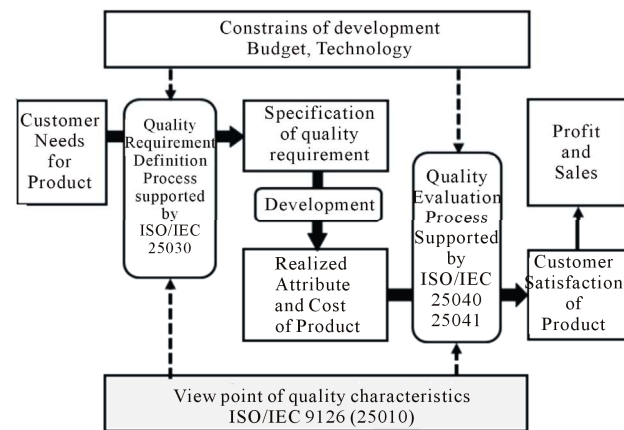 Constrains of development
Budget, Technology
Customer
Needs
for
Product
Quality
Requirement
Definition
Process
supported
by
ISO/IEC
25030
Specification
of quality
requirement
Development
Realized
Attribute
and Cost
of Product
Quality
Evaluation
Process
Supported
by
ISO/IEC
25040
25041
Profit
and
Sales
Customer
Satisfaction
of
Product
View point of quality characteristics
ISO/IEC 9126 (25010)